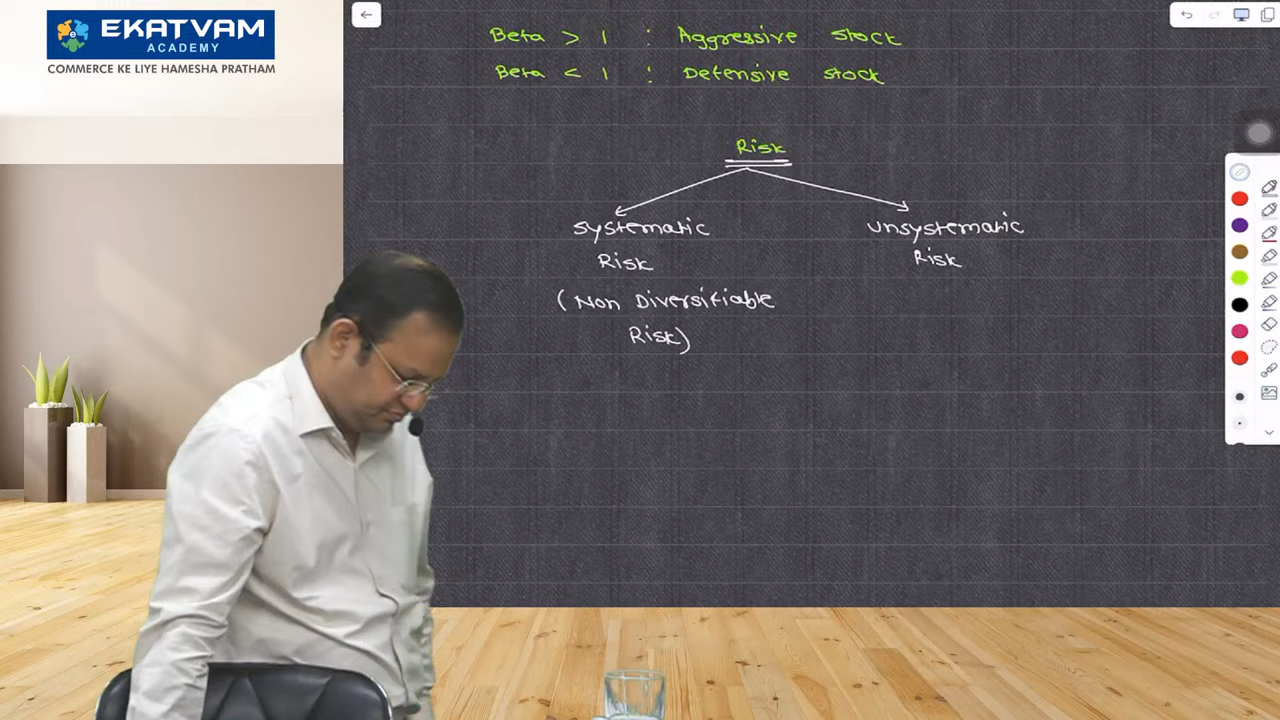 EKATVAM
ACADEMY
COMMERCE KE LIYE HAMESHA PRATHAM
Beta > 1 : Aggressive stock
Beta < 1 : Defensive stock
Risk
systematic
Risk
(Non Diversifiable
Risk)
unsystematic
Risk